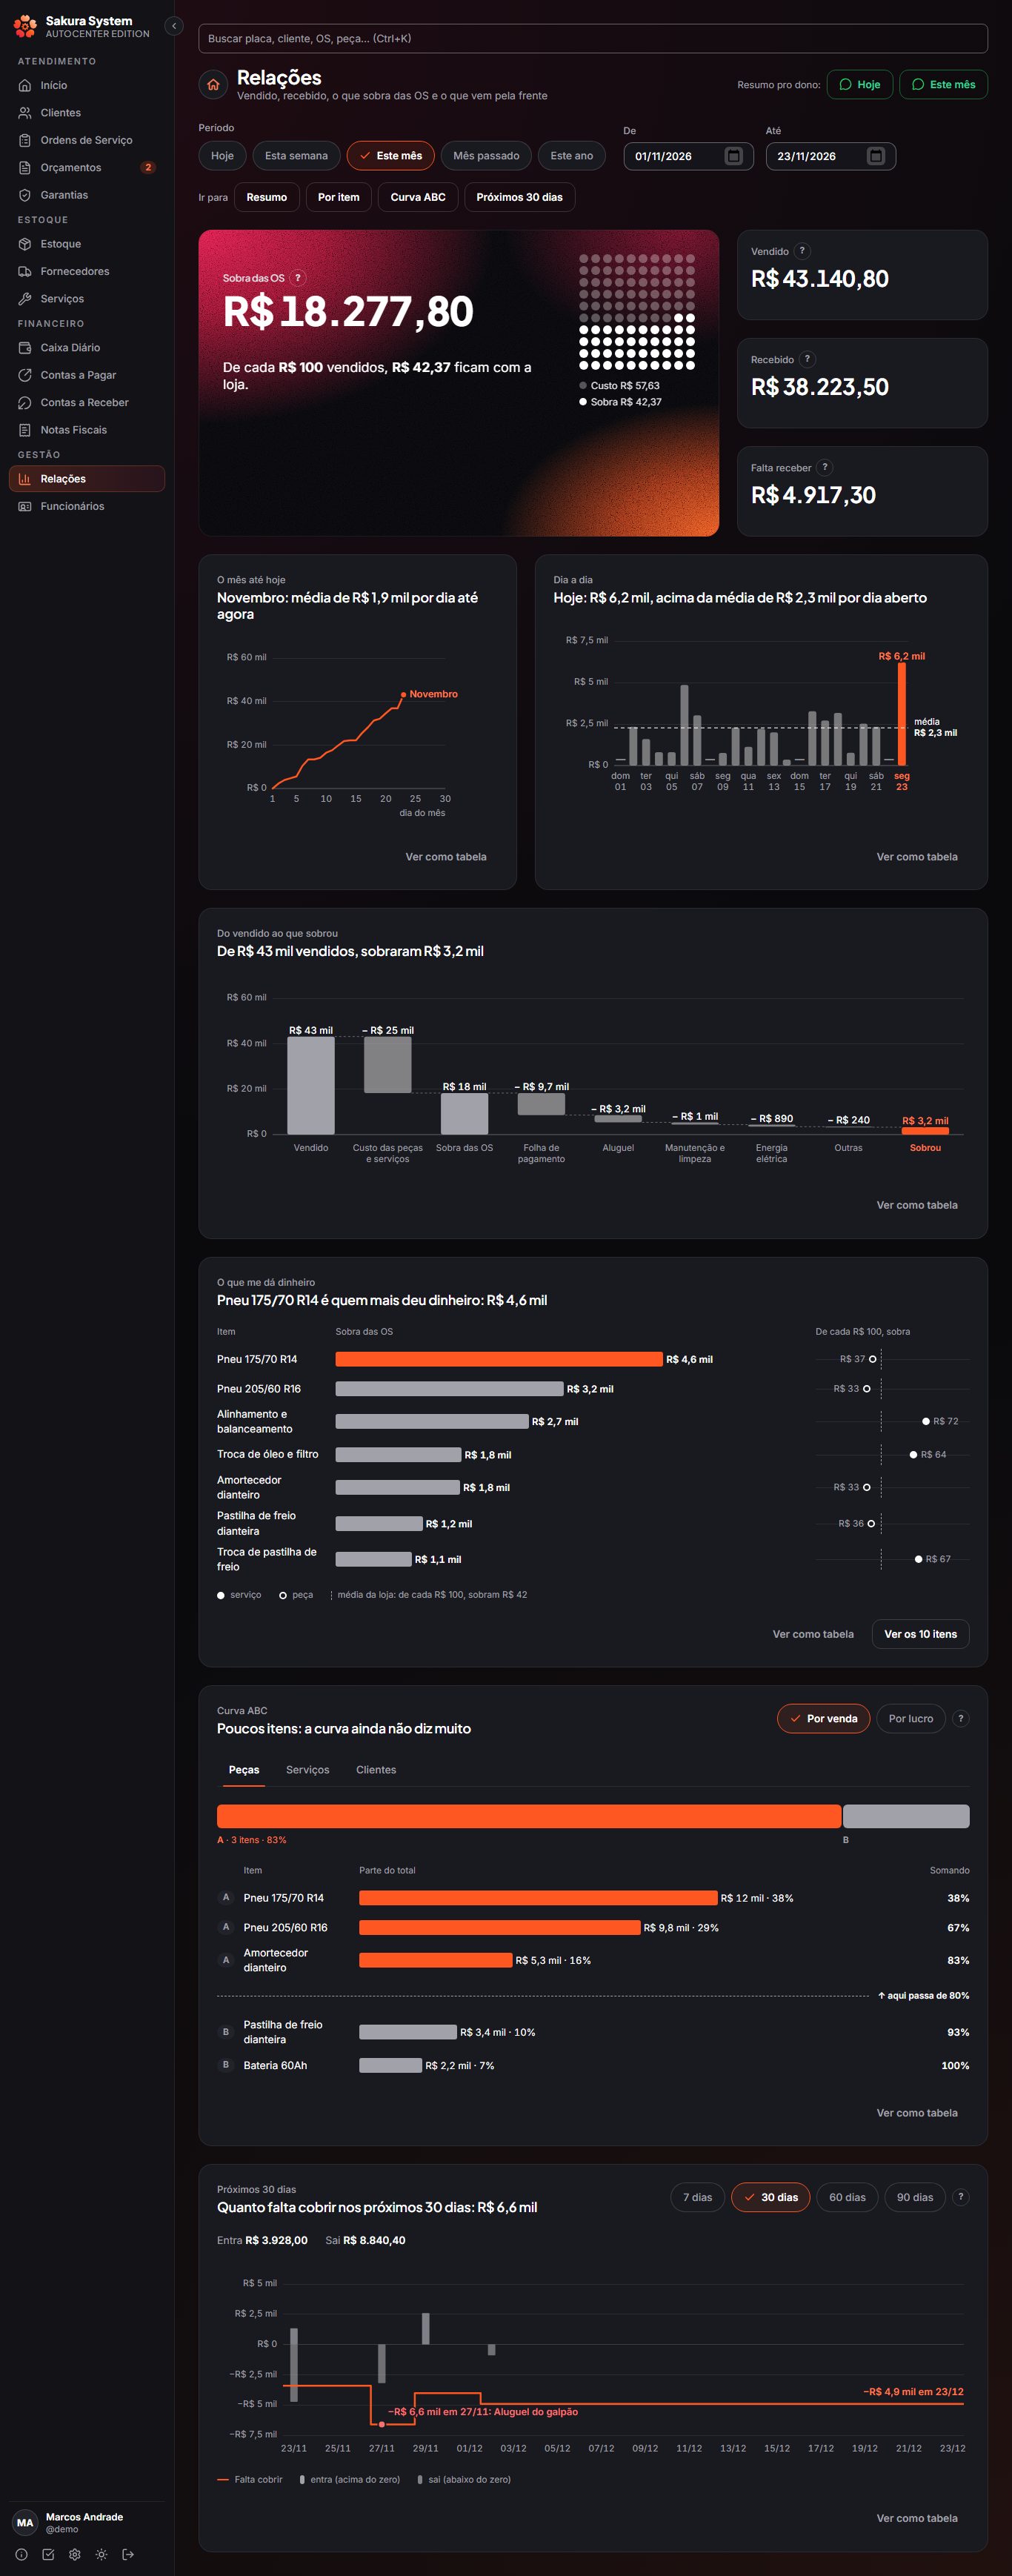 Sakura System
AUTOCENTER EDITION
ATENDIMENTO
Início
Clientes
Ordens de Serviço
Orçamentos 2
Garantias
ESTOQUE
Estoque
Fornecedores
Serviços
FINANCEIRO
Caixa Diário
Contas a Pagar
Contas a Receber
Notas Fiscais
GESTÃO
Relações
Funcionários
MA
Marcos Andrade
@demo
Buscar placa, cliente, OS, peça... (Ctrl+K)
Relações
Vendido, recebido, o que sobra das OS e o que vem pela frente
Resumo pro dono: Hoje Este mês
Período
Hoje Esta semana Este mês Mês passado Este ano
De
01/11/2026
Até
23/11/2026
Ir para Resumo Por item Curva ABC Próximos 30 dias
Sobra das OS ?
R$ 18.277,80
De cada R$ 100 vendidos, R$ 42,37 ficam com a
loja.
Custo R$ 57,63
Sobra R$ 42,37
Vendido ?
R$ 43.140,80
Recebido ?
R$ 38.223,50
Falta receber ?
R$ 4.917,30
O mês até hoje
Novembro: média de R$ 1,9 mil por dia até
agora
R$ 60 mil
R$ 40 mil
R$ 20 mil
R$ 0
Novembro
1 5 10 15 20 25 30
dia do mês
Ver como tabela
Dia a dia
Hoje: R$ 6,2 mil, acima da média de R$ 2,3 mil por dia aberto
R$ 7,5 mil
R$ 5 mil
R$ 2,5 mil
R$ 0
R$ 6,2 mil
média
R$ 2,3 mil
dom ter qui sáb seg qua sex dom ter qui sáb seg
01 03 05 07 09 11 13 15 17 19 21 23
Ver como tabela
Do vendido ao que sobrou
De R$ 43 mil vendidos, sobraram R$ 3,2 mil
R$ 60 mil
R$ 40 mil
R$ 20 mil
R$ 0
R$ 43 mil
− R$ 25 mil
R$ 18 mil
− R$ 9,7 mil
− R$ 3,2 mil
− R$ 1 mil
− R$ 890
− R$ 240
R$ 3,2 mil
Vendido
Custo das peças
e serviços
Sobra das OS
Folha de
pagamento
Aluguel
Manutenção e
limpeza
Energia
elétrica
Outras
Sobrou
Ver como tabela
O que me dá dinheiro
Pneu 175/70 R14 é quem mais deu dinheiro: R$ 4,6 mil
Item Sobra das OS De cada R$ 100, sobra
Pneu 175/70 R14 R$ 4,6 mil R$ 37
Pneu 205/60 R16 R$ 3,2 mil R$ 33
Alinhamento e
balanceamento R$ 2,7 mil R$ 72
Troca de óleo e filtro R$ 1,8 mil R$ 64
Amortecedor
dianteiro R$ 1,8 mil R$ 33
Pastilha de freio
dianteira R$ 1,2 mil R$ 36
Troca de pastilha de
freio R$ 1,1 mil R$ 67
serviço peça média da loja: de cada R$ 100, sobram R$ 42
Ver como tabela Ver os 10 itens
Curva ABC
Poucos itens: a curva ainda não diz muito
Por venda Por lucro ?
Peças Serviços Clientes
A · 3 itens · 83% B
Item Parte do total Somando
A Pneu 175/70 R14 R$ 12 mil · 38% 38%
A Pneu 205/60 R16 R$ 9,8 mil · 29% 67%
A Amortecedor
dianteiro R$ 5,3 mil · 16% 83%
↑ aqui passa de 80%
B Pastilha de freio
dianteira R$ 3,4 mil · 10% 93%
B Bateria 60Ah R$ 2,2 mil · 7% 100%
Ver como tabela
Próximos 30 dias
Quanto falta cobrir nos próximos 30 dias: R$ 6,6 mil
7 dias 30 dias 60 dias 90 dias ?
Entra R$ 3.928,00 Sai R$ 8.840,40
R$ 5 mil
R$ 2,5 mil
R$ 0
−R$ 2,5 mil
−R$ 5 mil
−R$ 7,5 mil
−R$ 4,9 mil em 23/12
−R$ 6,6 mil em 27/11: Aluguel do galpão
23/11 25/11 27/11 29/11 01/12 03/12 05/12 07/12 09/12 11/12 13/12 15/12 17/12 19/12 21/12 23/12
Falta cobrir entra (acima do zero) sai (abaixo do zero)
Ver como tabela